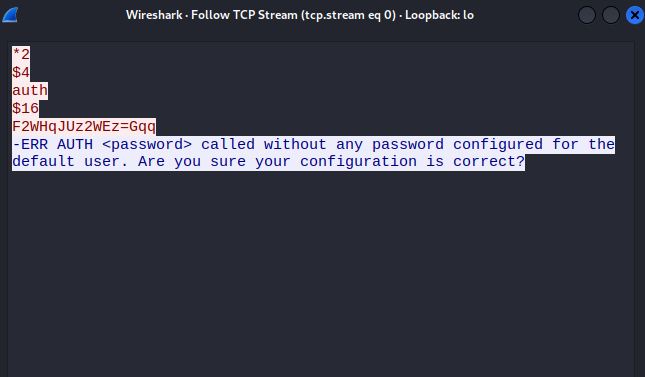 Wireshark · Follow TCP Stream (tcp.stream eq 0) · Loopback: lo
*2
$4
auth
$16
F2WHqJUz2WEz=Gqq
-ERR AUTH <password> called without any password configured for the
default user. Are you sure your configuration is correct?